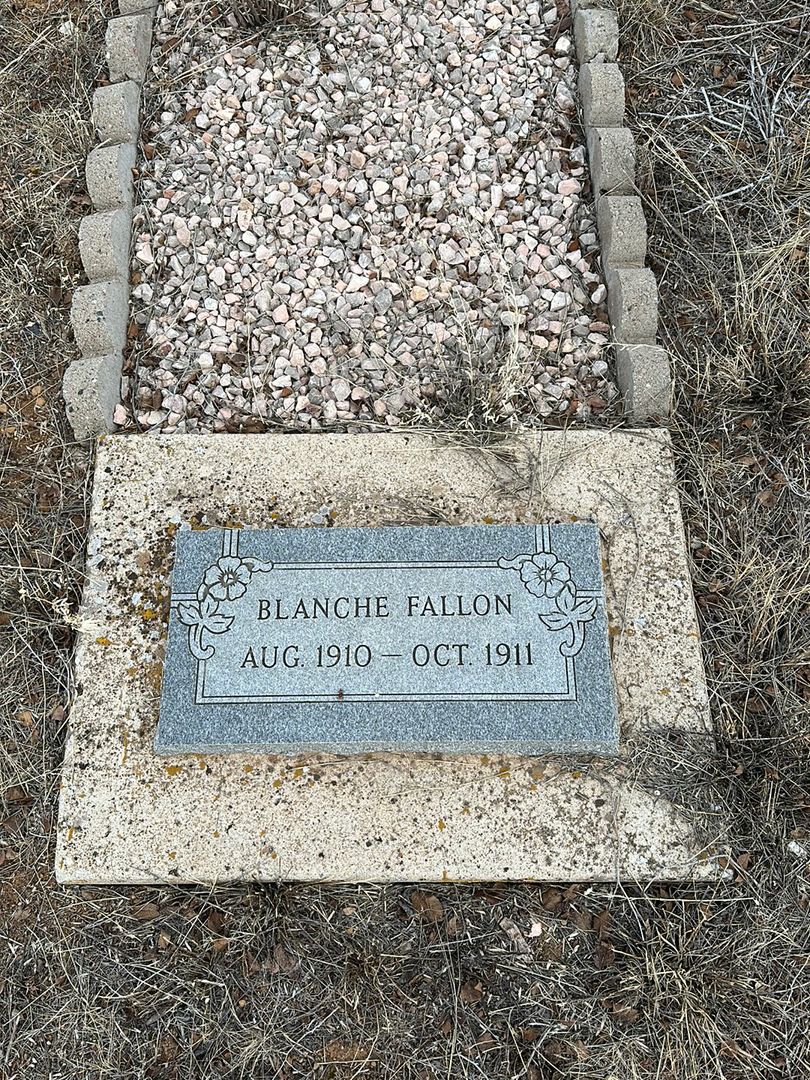 BLANCHE FALLON
AUG. 1910 — OCT. 1911